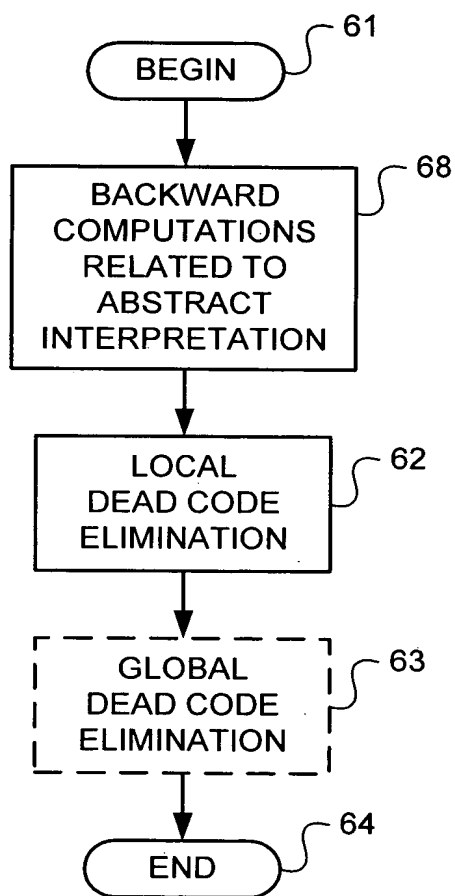 61
BEGIN
68
BACKWARD
COMPUTATIONS
RELATED TO
ABSTRACT
INTERPRETATION
62
LOCAL
DEAD CODE
ELIMINATION
63
GLOBAL
DEAD CODE
ELIMINATION
64
END